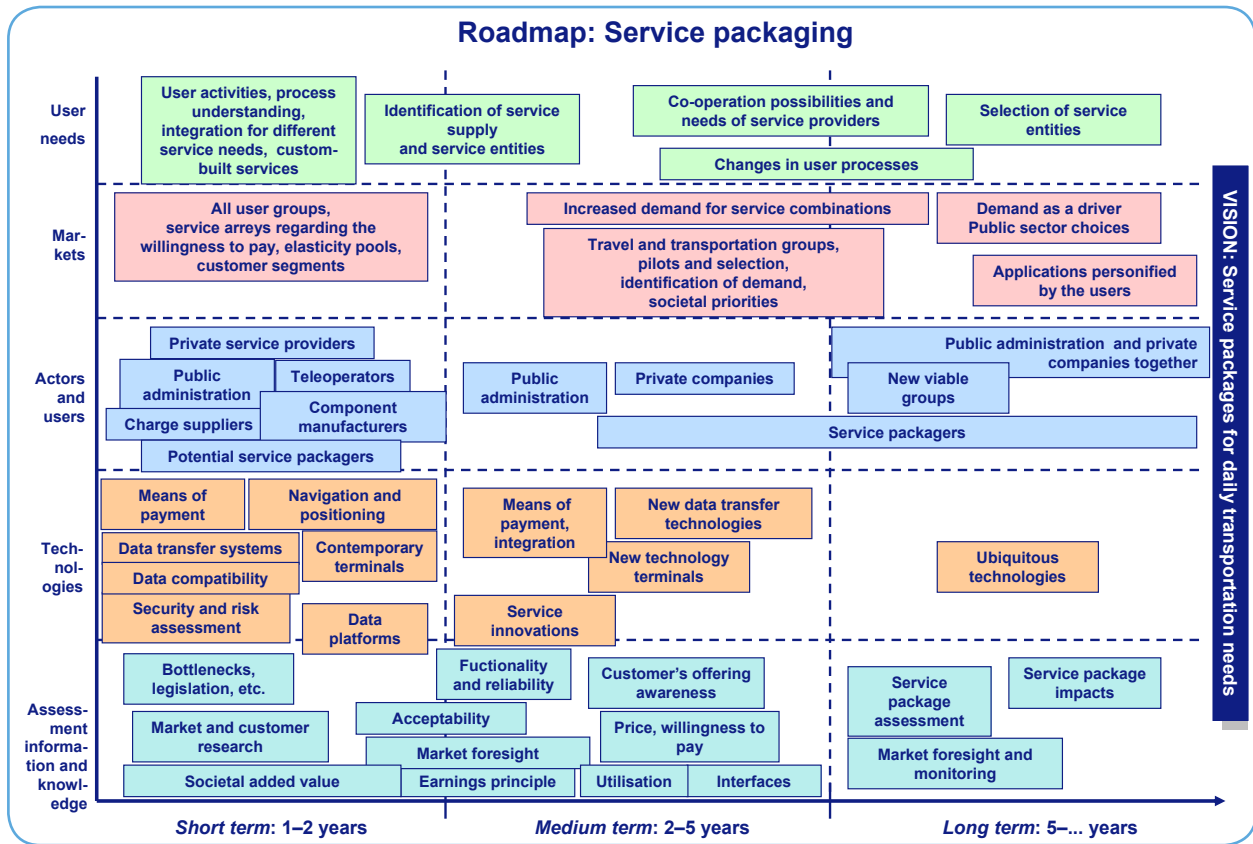 Roadmap: Service packaging
User
needs
User activities, process
understanding,
integration for different
service needs, custom-
built services
Identification of service
supply
and service entities
Co-operation possibilities and
needs of service providers
Selection of service
entities
Changes in user processes
Mar-
kets
All user groups,
service arreys regarding the
willingness to pay, elasticity pools,
customer segments
Increased demand for service combinations
Travel and transportation groups,
pilots and selection,
identification of demand,
societal priorities
Demand as a driver
Public sector choices
Applications personified
by the users
Actors
and
users
Private service providers
Public
administration
Teleoperators
Charge suppliers
Component
manufacturers
Potential service packagers
Public
administration
Private companies
Public administration and private
companies together
New viable
groups
Service packagers
Tech-
nol-
ogies
Means of
payment
Navigation and
positioning
Data transfer systems
Contemporary
terminals
Data compatibility
Security and risk
assessment
Data
platforms
Means of
payment,
integration
New data transfer
technologies
New technology
terminals
Service
innovations
Ubiquitous
technologies
Assess-
ment
informa-
tion and
knowl-
edge
Bottlenecks,
legislation, etc.
Fuctionality
and reliability
Customer's offering
awareness
Service
package
assessment
Service package
impacts
Market and customer
research
Acceptability
Market foresight
Price, willingness to
pay
Market foresight and
monitoring
Societal added value
Earnings principle
Utilisation
Interfaces
Short term: 1–2 years
Medium term: 2–5 years
Long term: 5–... years
VISION: Service packages for daily transportation needs